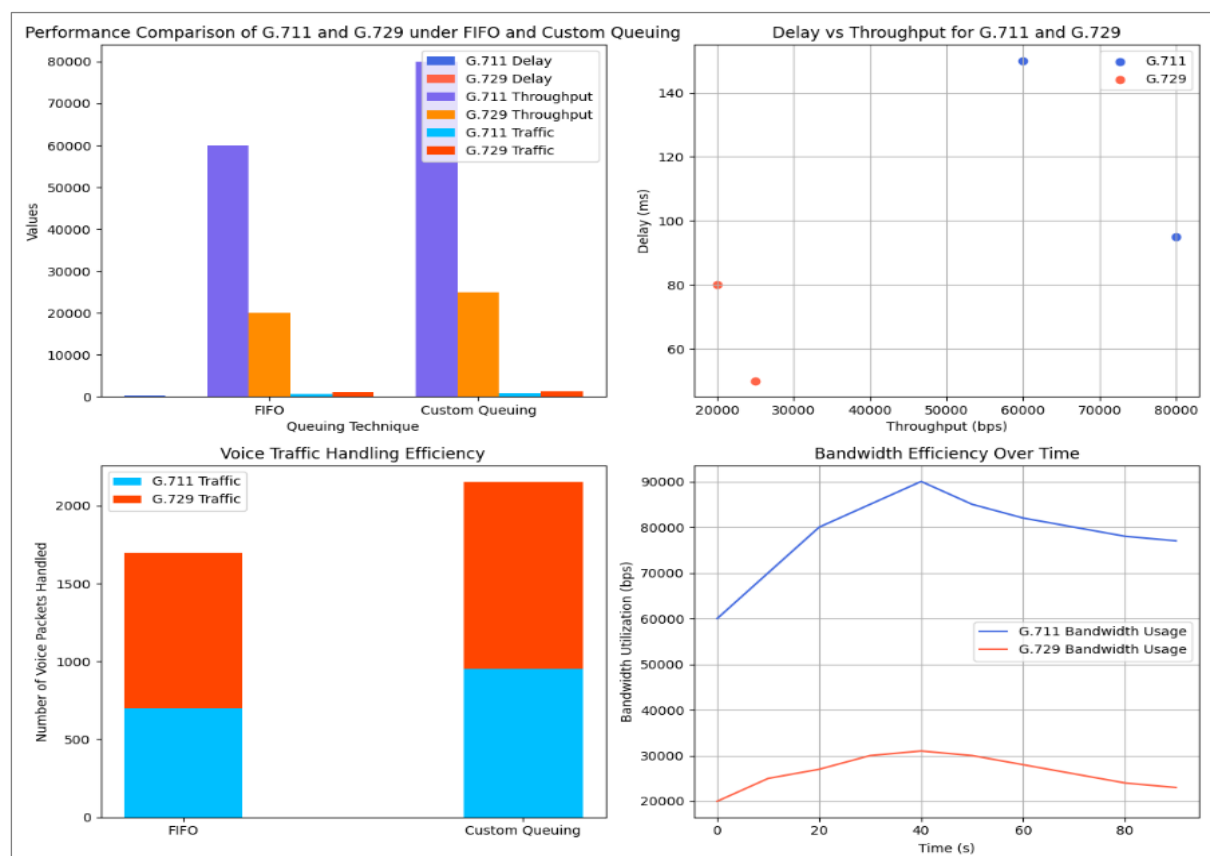 Performance Comparison of G.711 and G.729 under FIFO and Custom Queuing
80000
70000
60000
50000
40000
30000
20000
10000
0
Values
G.711 Delay
G.729 Delay
G.711 Throughput
G.729 Throughput
G.711 Traffic
G.729 Traffic
FIFO
Custom Queuing
Queuing Technique
Delay vs Throughput for G.711 and G.729
G.711
G.729
140
120
100
80
60
Delay (ms)
20000
30000
40000
50000
60000
70000
80000
Throughput (bps)
Voice Traffic Handling Efficiency
G.711 Traffic
G.729 Traffic
2000
1500
1000
500
0
Number of Voice Packets Handled
FIFO
Custom Queuing
Bandwidth Efficiency Over Time
90000
80000
70000
60000
50000
40000
30000
20000
Bandwidth Utilization (bps)
G.711 Bandwidth Usage
G.729 Bandwidth Usage
0
20
40
60
80
Time (s)